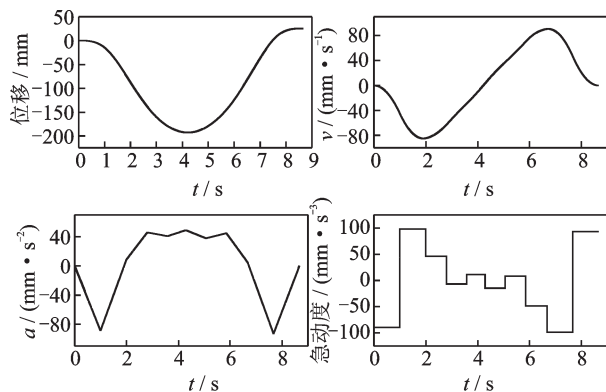 位移 / mm
50
0
−50
−100
−150
−200
0 1 2 3 4 5 6 7 8 9
t / s
v / (mm • s⁻¹)
80
40
0
−40
−80
0 2 4 6 8
t / s
a / (mm • s⁻²)
40
0
−40
−80
0 2 4 6 8
t / s
急动度 / (mm • s⁻³)
100
50
0
−50
−100
0 2 4 6 8
t / s